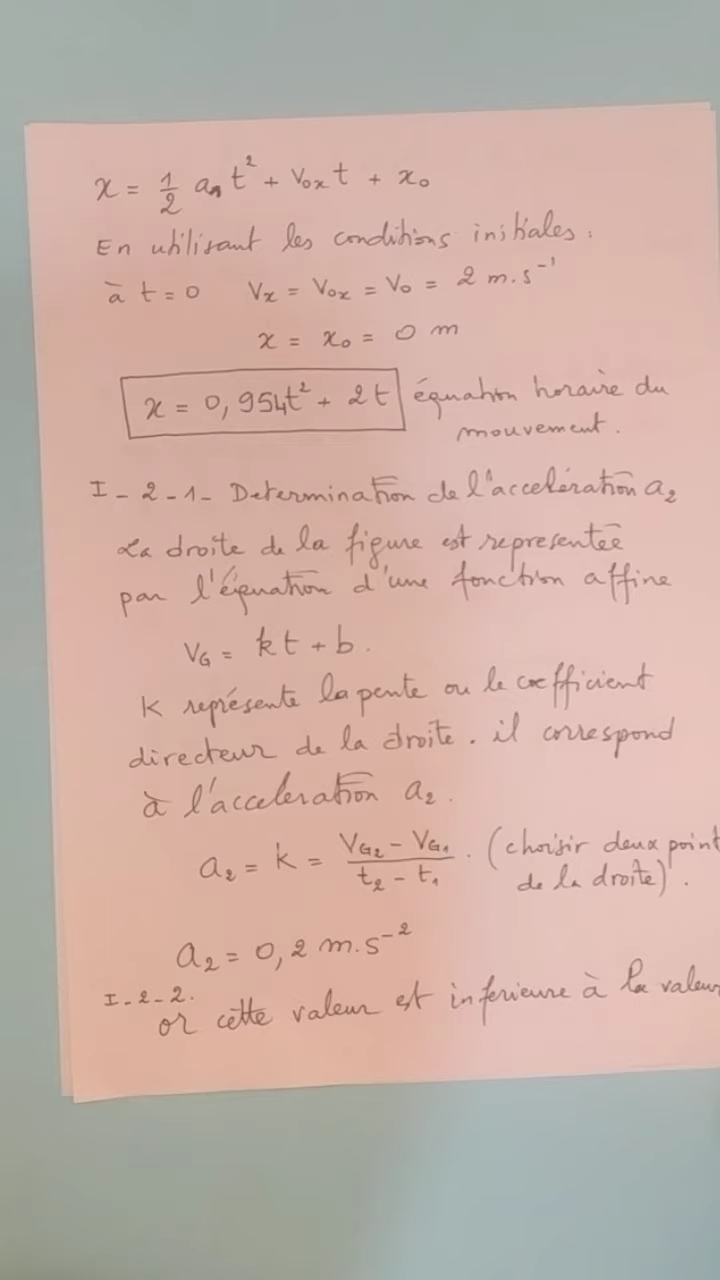 x = 1/2 a₁ t² + V₀ₓ t + x₀
En utilisant les conditions initiales :
à t = 0 Vₓ = V₀ₓ = V₀ = 2 m.s⁻¹
x = x₀ = 0 m
x = 0,954t² + 2t équation horaire du
mouvement.
I - 2 - 1 - Determination de l'accelération a₂
La droite de la figure est representée
par l'équation d'une fonction affine
V_G = kt + b.
K représente la pente ou le coefficient
directeur de la droite. il correspond
à l'acceleration a₂.
a₂ = k = (V_G₂ - V_G₁)/(t₂ - t₁). (choisir deux point
de la droite).
a₂ = 0,2 m.s⁻²
I - 2 - 2.
or cette valeur est inferieure à la valeur